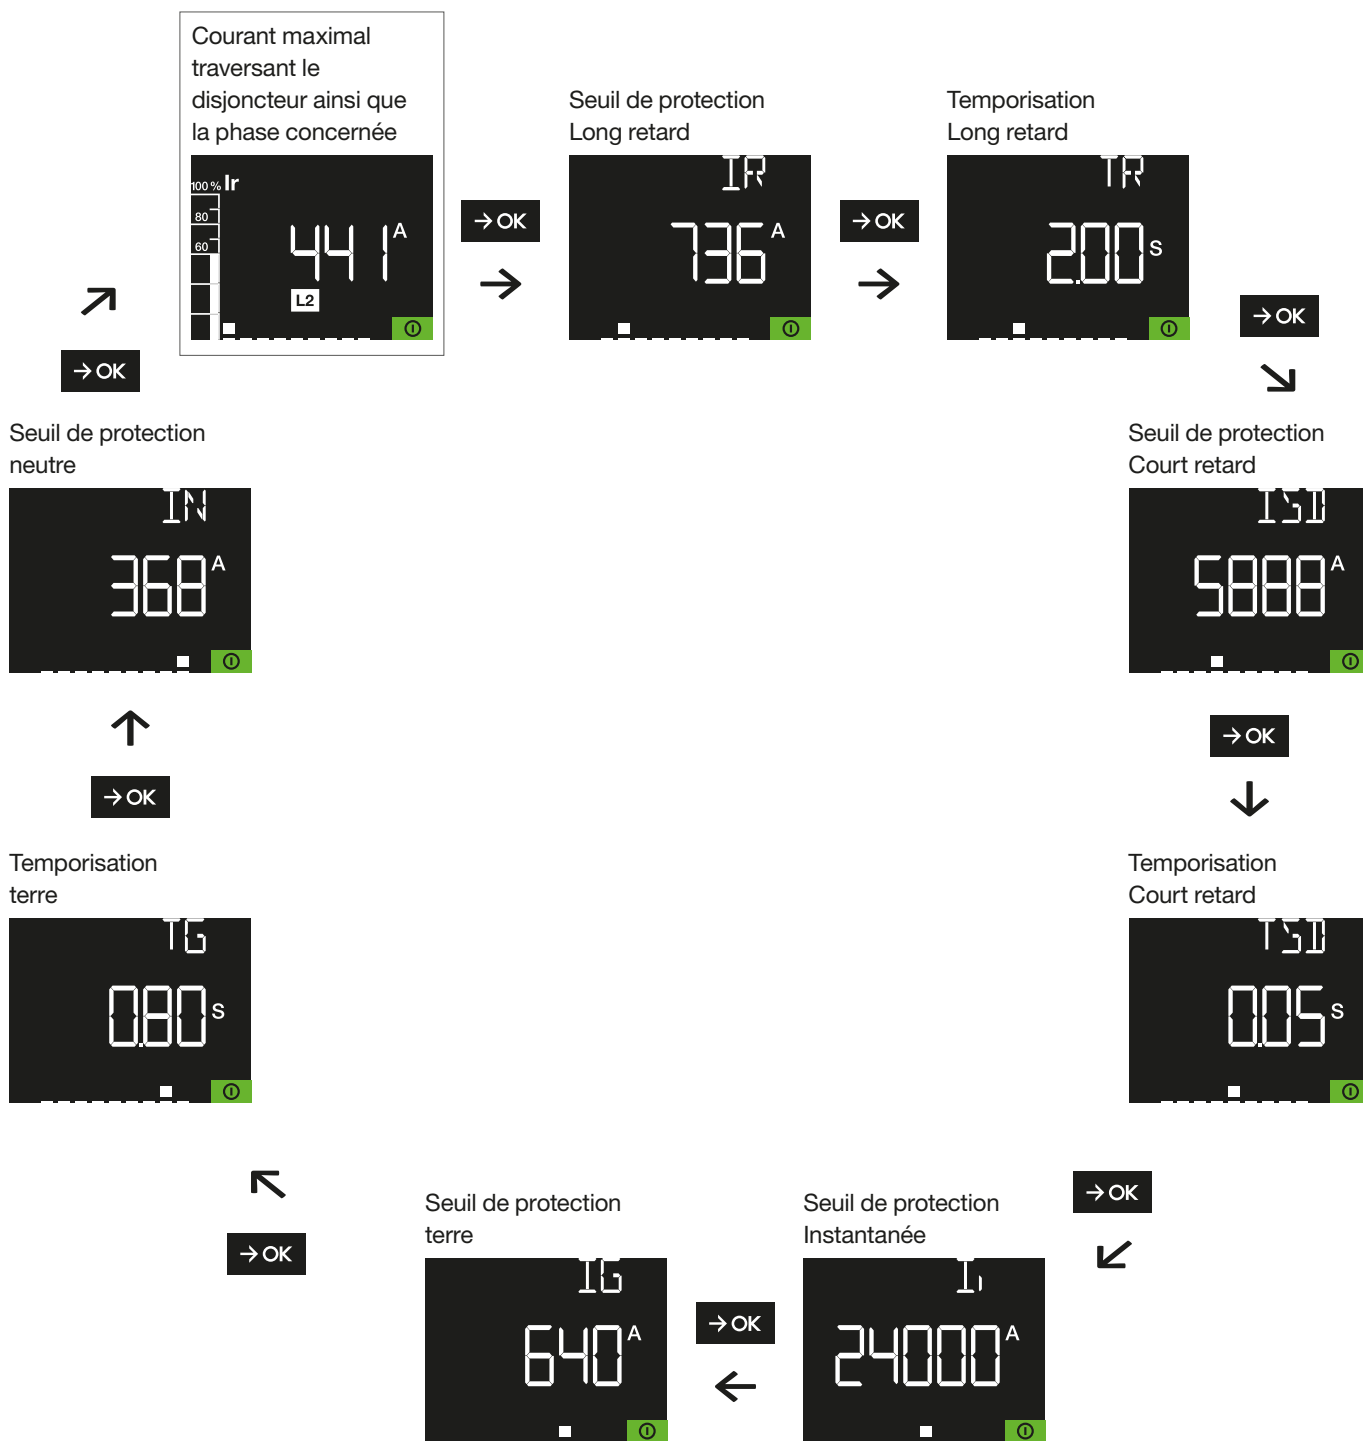 Courant maximal
traversant le
disjoncteur ainsi que
la phase concernée
100 % Ir
80
60
441 A
L2
→ OK
Seuil de protection
Long retard
IR
736 A
→ OK
Temporisation
Long retard
TR
2.00 S
→ OK
Seuil de protection
Court retard
ISD
5888 A
→ OK
Temporisation
Court retard
TSD
0.05 S
→ OK
Seuil de protection
Instantanée
Ii
24000 A
→ OK
Seuil de protection
terre
IG
640 A
→ OK
Temporisation
terre
TG
0.80 S
→ OK
Seuil de protection
neutre
IN
368 A
→ OK